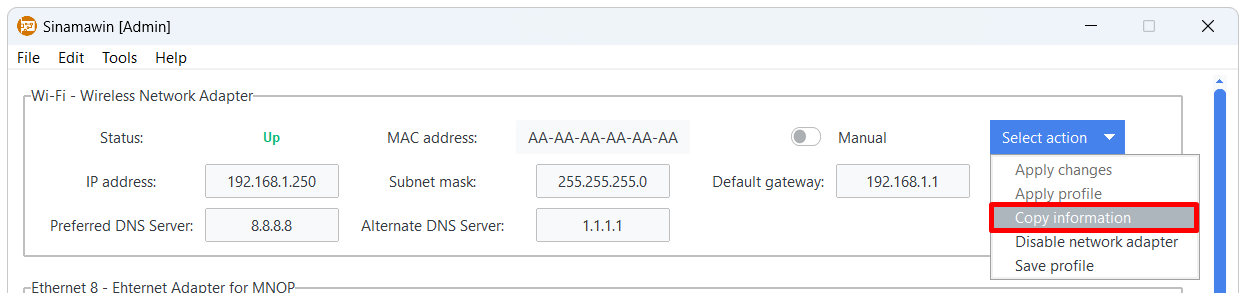 Sinamawin [Admin]
File Edit Tools Help
Wi-Fi - Wireless Network Adapter
Status: Up MAC address: AA-AA-AA-AA-AA-AA Manual Select action
Apply changes
IP address: 192.168.1.250 Subnet mask: 255.255.255.0 Default gateway: 192.168.1.1
Apply profile
Copy information
Preferred DNS Server: 8.8.8.8 Alternate DNS Server: 1.1.1.1
Disable network adapter
Save profile
Ethernet 8 - Ehternet Adapter for MNOP